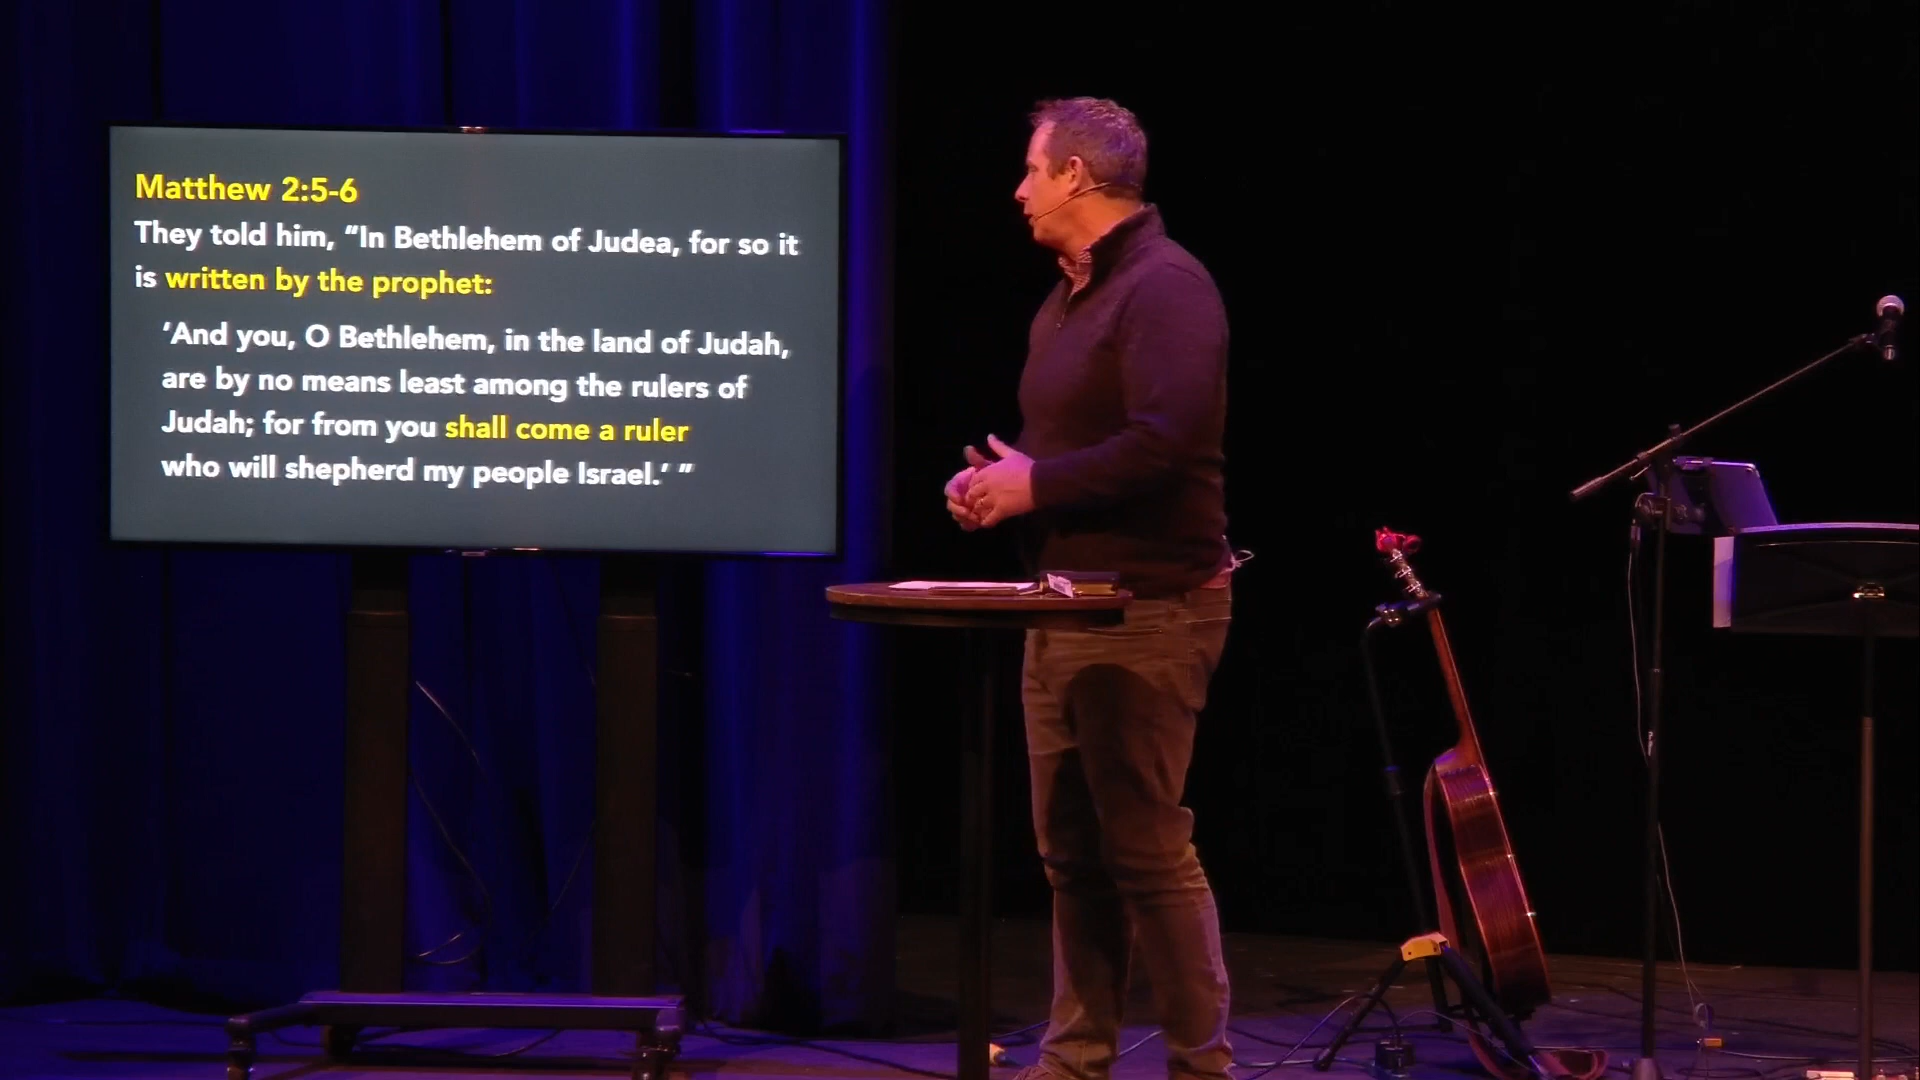 Matthew 2:5-6
They told him, “In Bethlehem of Judea, for so it
is written by the prophet:
‘And you, O Bethlehem, in the land of Judah,
are by no means least among the rulers of
Judah; for from you shall come a ruler
who will shepherd my people Israel.’ ”